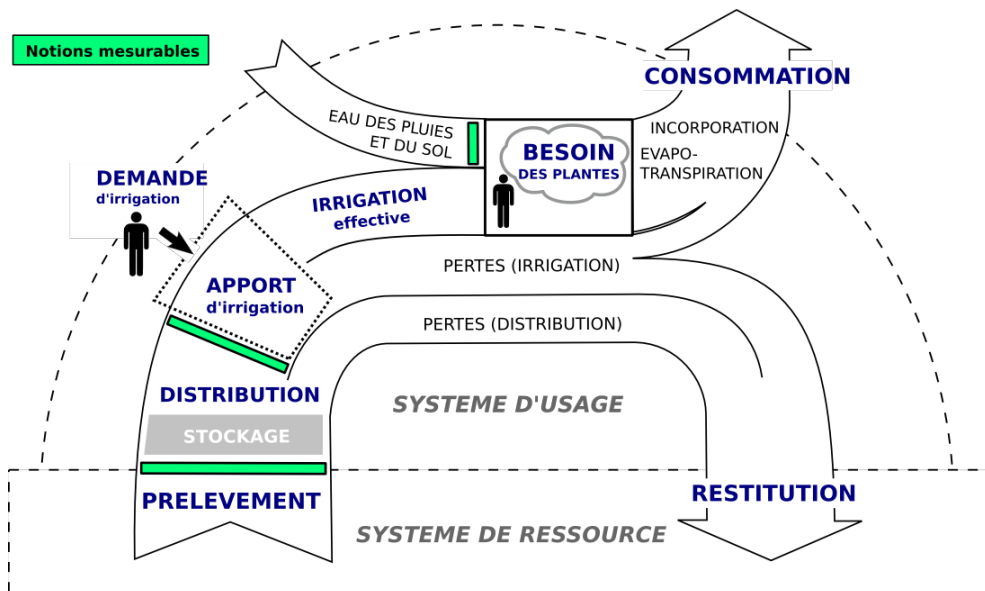 Notions mesurables
CONSOMMATION
EAU DES PLUIES
ET DU SOL
BESOIN
DES PLANTES
INCORPORATION
EVAPO-
TRANSPIRATION
DEMANDE
d'irrigation
IRRIGATION
effective
APPORT
d'irrigation
PERTES (IRRIGATION)
PERTES (DISTRIBUTION)
DISTRIBUTION
STOCKAGE
SYSTEME D'USAGE
PRELEVEMENT
RESTITUTION
SYSTEME DE RESSOURCE